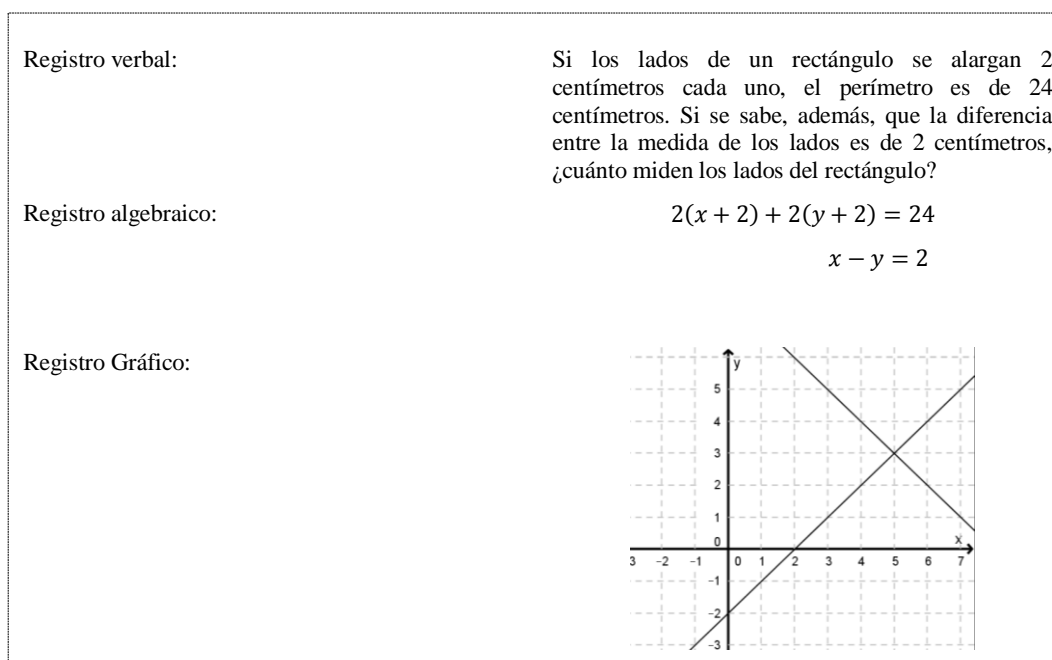 Registro verbal:
Si los lados de un rectángulo se alargan 2
centímetros cada uno, el perímetro es de 24
centímetros. Si se sabe, además, que la diferencia
entre la medida de los lados es de 2 centímetros,
¿cuánto miden los lados del rectángulo?
Registro algebraico:
2(x + 2) + 2(y + 2) = 24
x − y = 2
Registro Gráfico:
y
5
4
3
2
1
0
x
3 −2 −1 0 1 2 3 4 5 6 7
−1
−2
−3